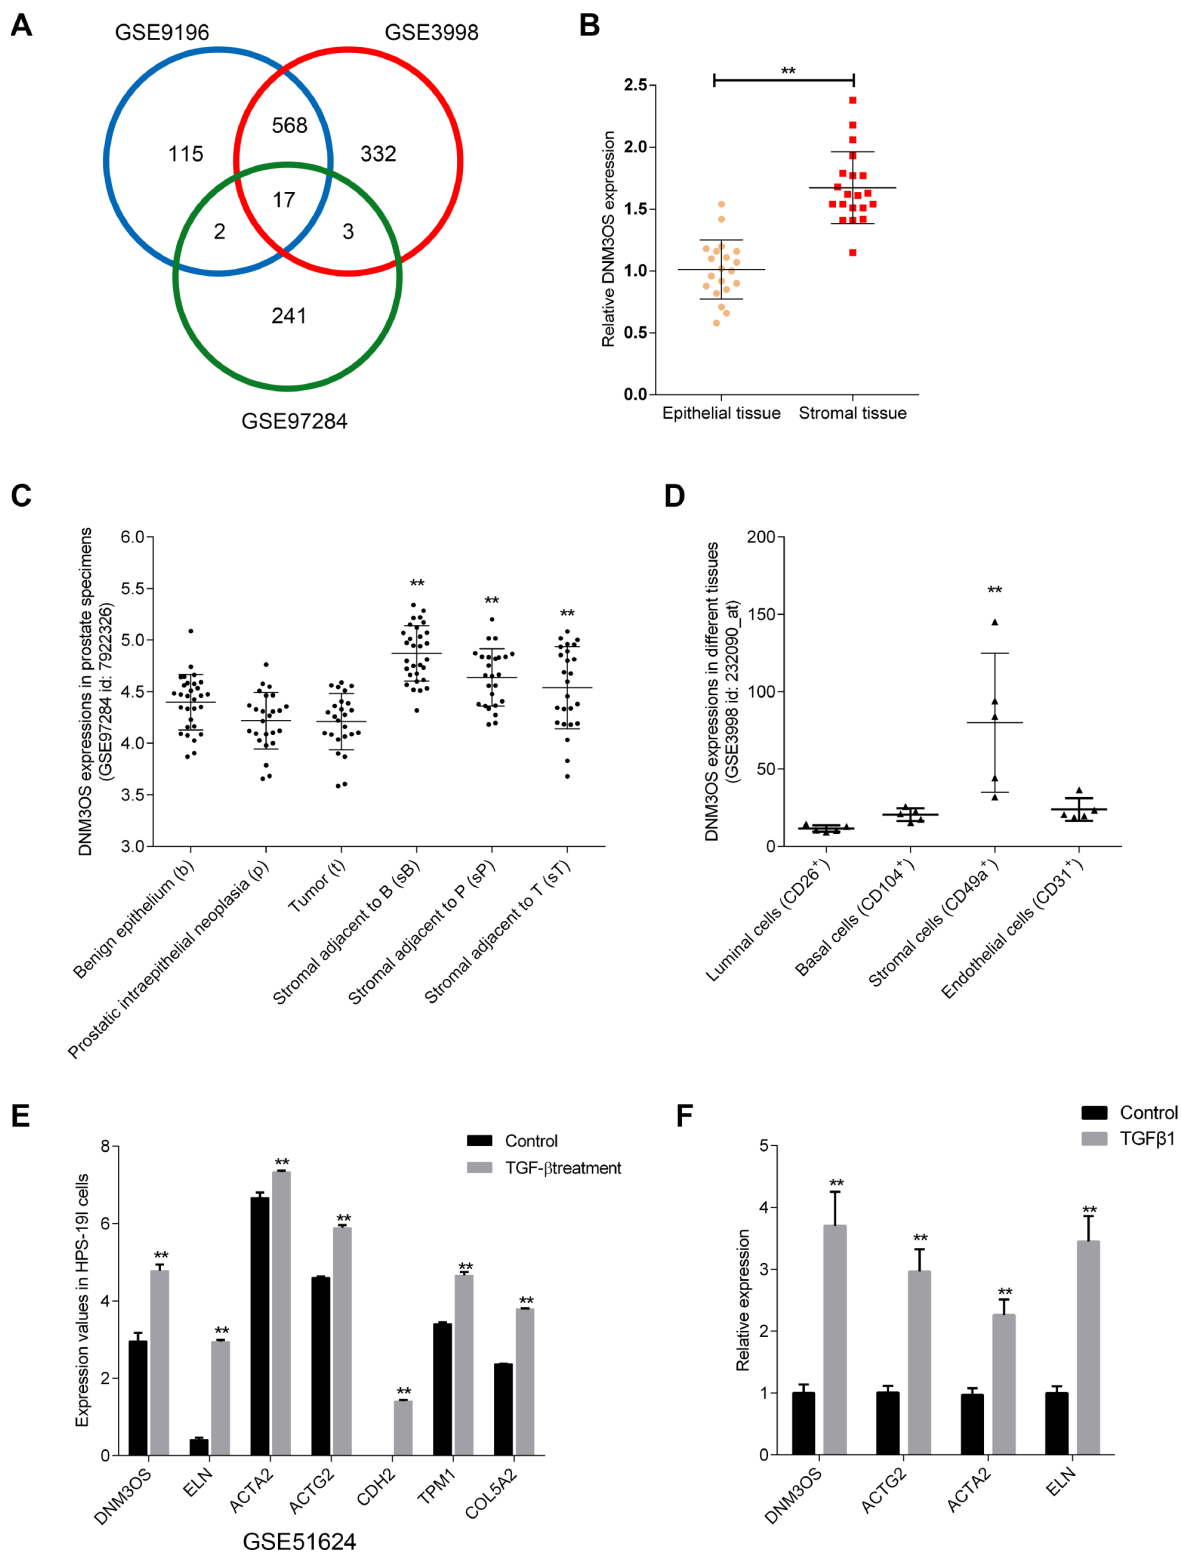 A
GSE9196
GSE3998
568
115
332
17
2
3
241
GSE97284
B
**
2.5
2.0
1.5
1.0
0.5
0.0
Relative DNM3OS expression
Epithelial tissue
Stromal tissue
C
DNM3OS expressions in prostate specimens
(GSE97284 id: 7922326)
6.0
5.5
5.0
4.5
4.0
3.5
3.0
**
**
**
Benign epithelium (b)
Prostatic intraepithelial neoplasia (p)
Tumor (t)
Stromal adjacent to B (sB)
Stromal adjacent to P (sP)
Stromal adjacent to T (sT)
D
DNM3OS expressions in different tissues
(GSE3998 id: 232090_at)
200
150
100
50
0
**
Luminal cells (CD26+)
Basal cells (CD104+)
Stromal cells (CD49a+)
Endothelial cells (CD31+)
E
Control
TGF-βtreatment
Expression values in HPS-19I cells
8
6
4
2
0
**
**
**
**
**
**
**
DNM3OS
ELN
ACTA2
ACTG2
CDH2
TPM1
COL5A2
GSE51624
F
Control
TGFβ1
Relative expression
5
4
3
2
1
0
**
**
**
**
DNM3OS
ACTG2
ACTA2
ELN